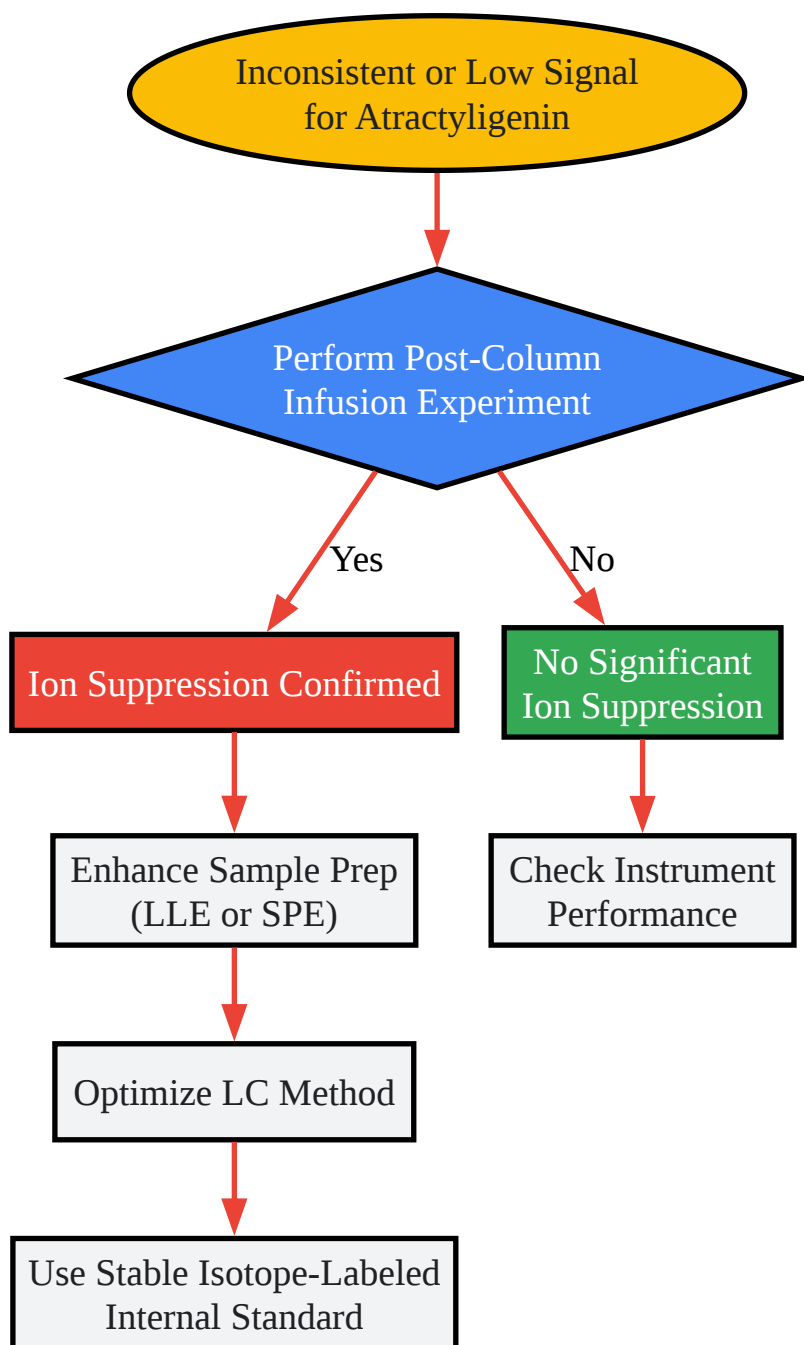 Inconsistent or Low Signal
for Atractyligenin
Perform Post-Column
Infusion Experiment
Yes
No
Ion Suppression Confirmed
No Significant
Ion Suppression
Enhance Sample Prep
(LLE or SPE)
Check Instrument
Performance
Optimize LC Method
Use Stable Isotope-Labeled
Internal Standard